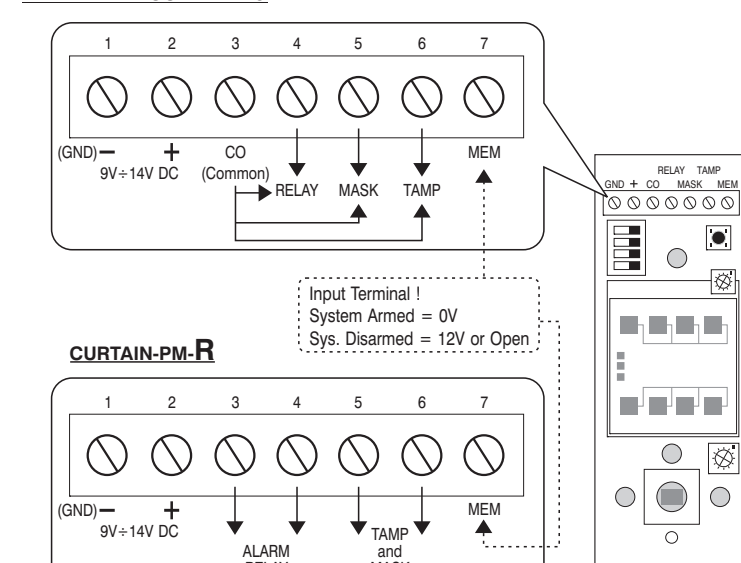 1 2 3 4 5 6 7
(GND) − + CO (Common) MEM
9V÷14V DC
RELAY MASK TAMP
Input Terminal !
System Armed = 0V
Sys. Disarmed = 12V or Open
RELAY TAMP
GND + CO MASK MEM
CURTAIN-PM-R
1 2 3 4 5 6 7
(GND) − + MEM
9V÷14V DC
ALARM
TAMP
and